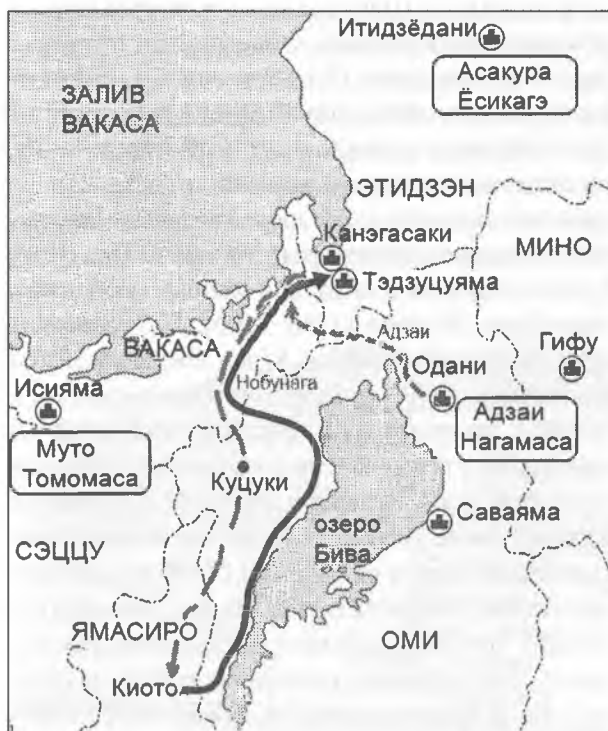 Итидзёдани
Асакура
Ёсикагэ
ЗАЛИВ
ВАКАСА
ЭТИДЗЭН
Канэгасаки
МИНО
Тэдзуцуяма
Адзаи
ВАКАСА
Одани
Гифу
Нобунага
Исияма
Адзаи
Нагамаса
Муто
Томомаса
Куцуки
озеро
Бива
Саваяма
СЭЦЦУ
ЯМАСИРО
ОМИ
Киото